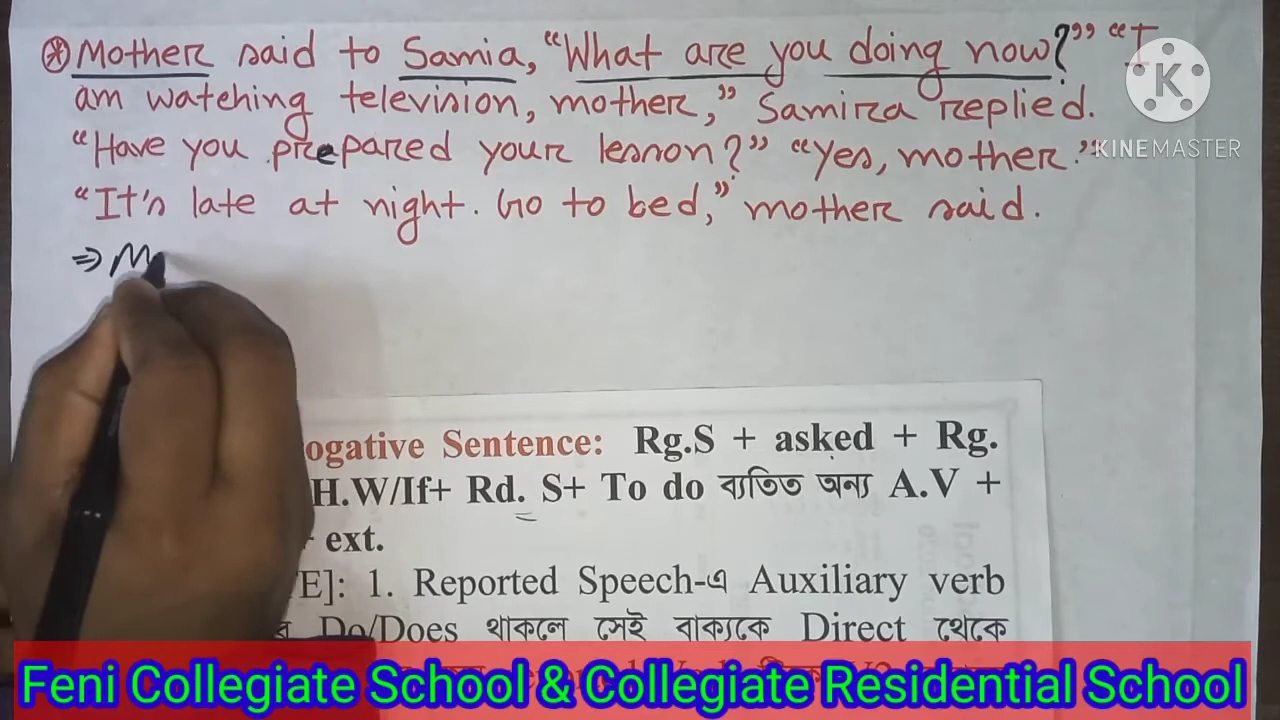 ⊛ Mother said to Samia, “What are you doing now?” “I
am watching television, mother,” Samira replied.
“Have you prepared your lesson?” “Yes, mother.”
“It's late at night. Go to bed,” mother said.
⇒ M
K
KINEMASTER
ogative Sentence: Rg.S + asked + Rg.
H.W/If+ Rd. S+ To do ব্যতিত অন্য A.V +
+ ext.
E]: 1. Reported Speech-এ Auxiliary verb
Do/Does থাকলে সেই বাক্যকে Direct থেকে
Feni Collegiate School & Collegiate Residential School